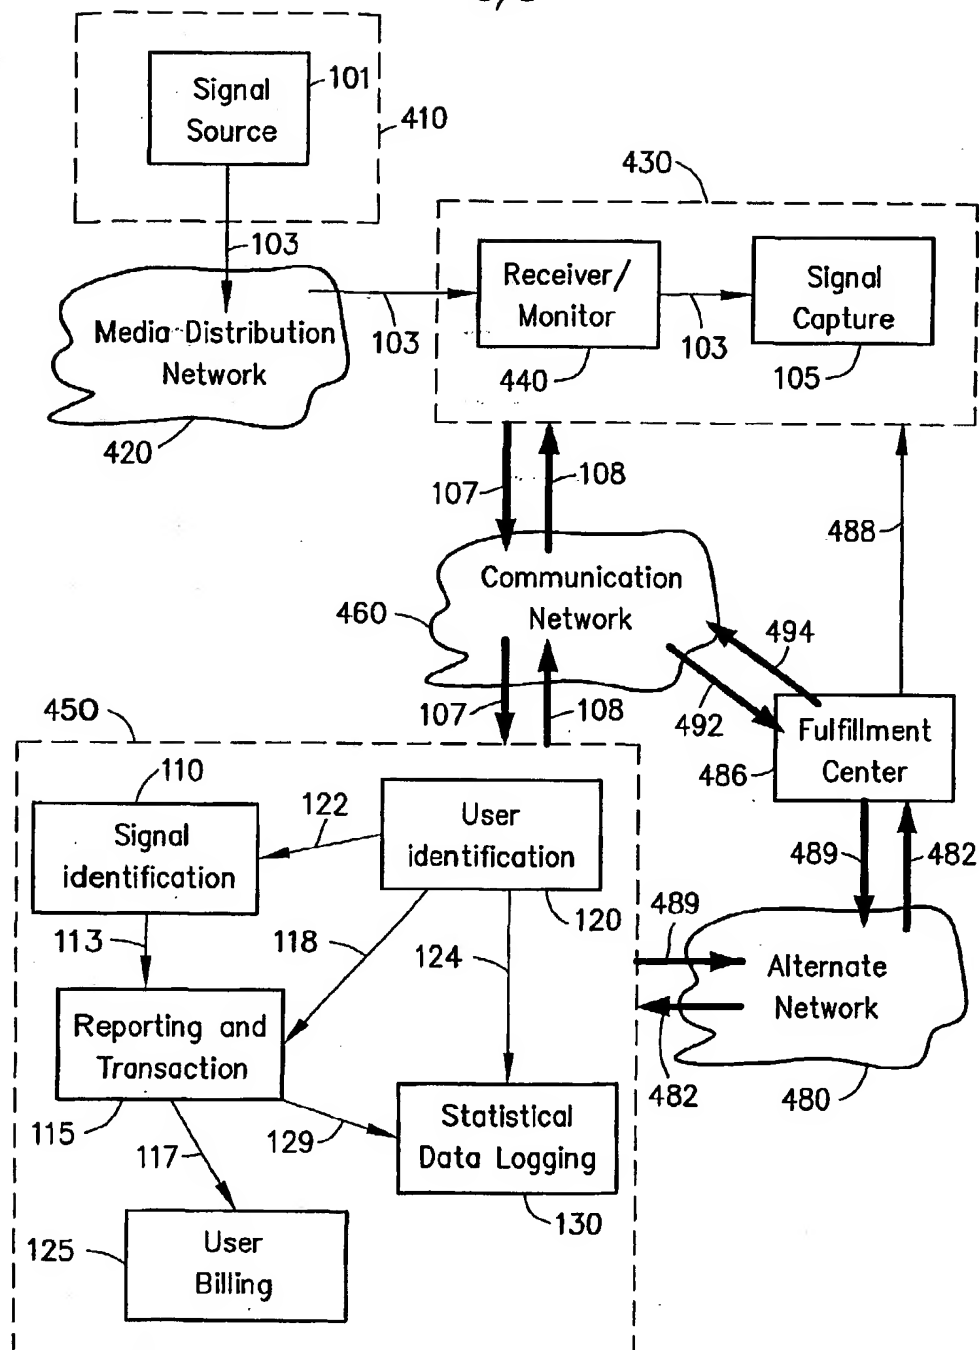 Signal
Source
101
410
103
Media Distribution
Network
420
103
430
Receiver/
Monitor
440
103
Signal
Capture
105
107
108
488
Communication
Network
460
494
492
107
108
Fulfillment
Center
486
489
482
450
110
Signal
identification
122
User
identification
120
113
118
124
489
Alternate
Network
482
480
Reporting and
Transaction
115
117
129
Statistical
Data Logging
130
125
User
Billing